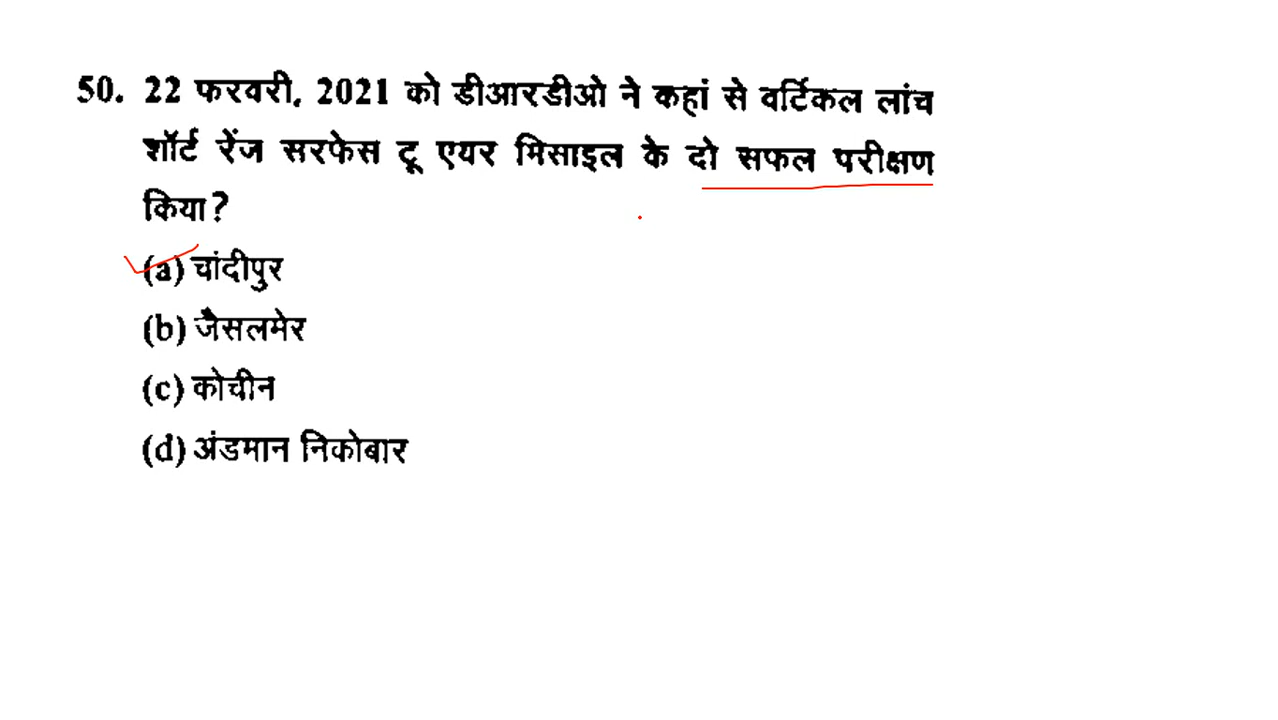 50. 22 फरवरी, 2021 को डीआरडीओ ने कहां से वर्टिकल लांच
शॉर्ट रेंज सरफेस टू एयर मिसाइल के दो सफल परीक्षण
किया?
(a) चांदीपुर
(b) जैसलमेर
(c) कोचीन
(d) अंडमान निकोबार